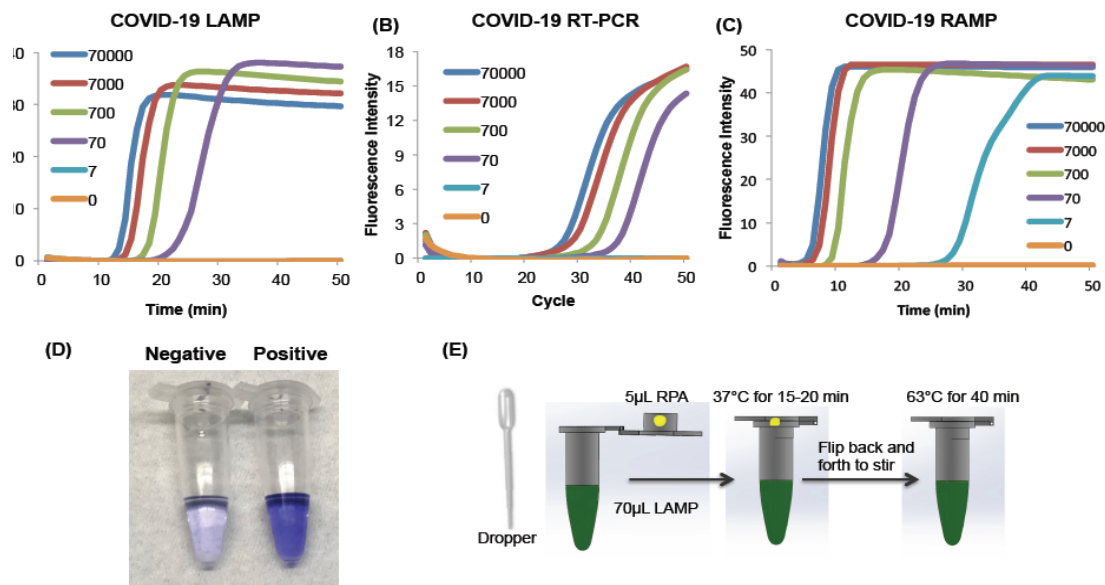 COVID-19 LAMP
70000
7000
700
70
7
0
40
30
20
10
0
0 10 20 30 40 50
Time (min)
(B) COVID-19 RT-PCR
Fluorescence Intensity
18
15
12
9
6
3
0
70000
7000
700
70
7
0
0 10 20 30 40 50
Cycle
(C) COVID-19 RAMP
Fluorescence Intensity
50
40
30
20
10
0
70000
7000
700
70
7
0
0 10 20 30 40 50
Time (min)
(D)
Negative Positive
(E)
Dropper
5µL RPA
70µL LAMP
37°C for 15-20 min
Flip back and
forth to stir
63°C for 40 min